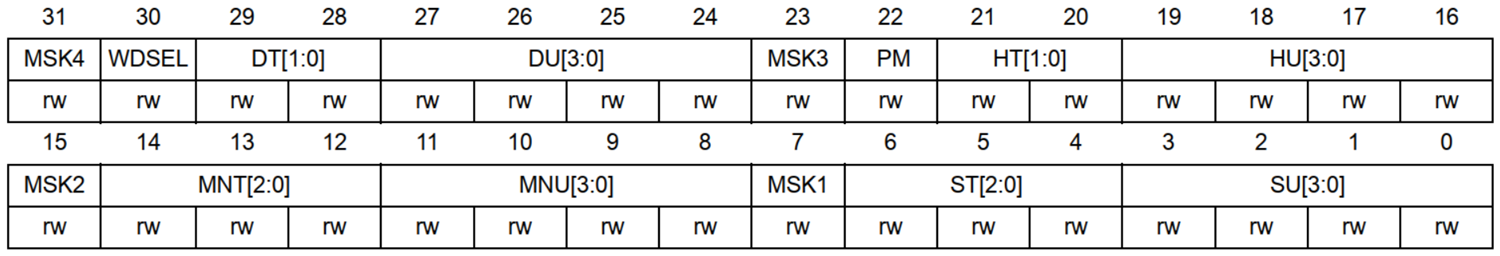 31 30 29 28 27 26 25 24 23 22 21 20 19 18 17 16
MSK4 WDSEL DT[1:0] DU[3:0] MSK3 PM HT[1:0] HU[3:0]
rw rw rw rw rw rw rw rw rw rw rw rw rw rw rw rw
15 14 13 12 11 10 9 8 7 6 5 4 3 2 1 0
MSK2 MNT[2:0] MNU[3:0] MSK1 ST[2:0] SU[3:0]
rw rw rw rw rw rw rw rw rw rw rw rw rw rw rw rw